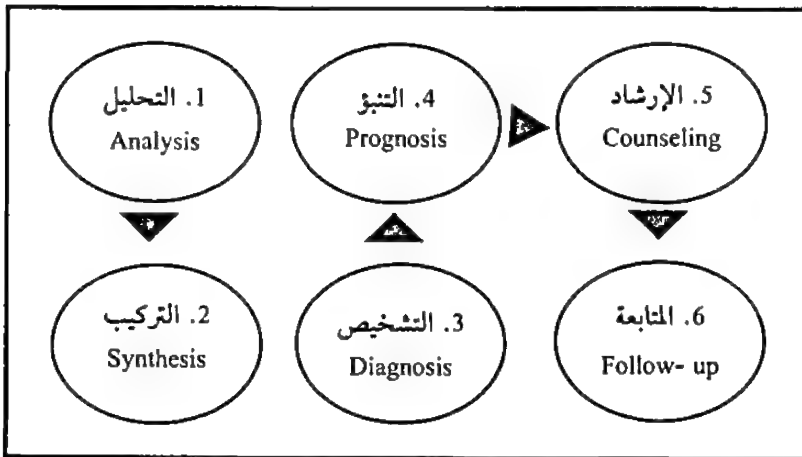 1. التحليل
Analysis
2. التركيب
Synthesis
3. التشخيص
Diagnosis
4. التنبؤ
Prognosis
5. الإرشاد
Counseling
6. المتابعة
Follow- up